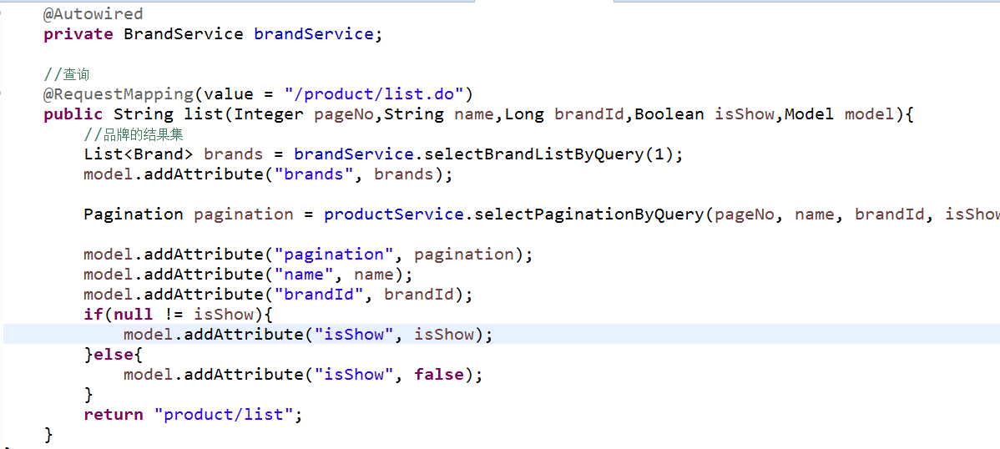 @Autowired
private BrandService brandService;
//查询
@RequestMapping(value = "/product/list.do")
public String list(Integer pageNo,String name,Long brandId,Boolean isShow,Model model){
//品牌的结果集
List<Brand> brands = brandService.selectBrandListByQuery(1);
model.addAttribute("brands", brands);
Pagination pagination = productService.selectPaginationByQuery(pageNo, name, brandId, isShow
model.addAttribute("pagination", pagination);
model.addAttribute("name", name);
model.addAttribute("brandId", brandId);
if(null != isShow){
model.addAttribute("isShow", isShow);
}else{
model.addAttribute("isShow", false);
}
return "product/list";
}